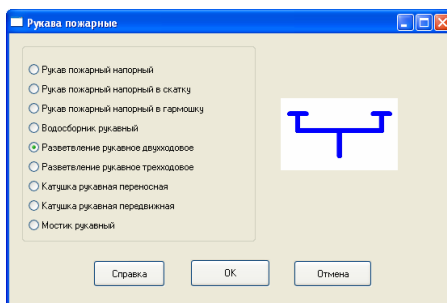 Рукава пожарные
Рукав пожарный напорный
Рукав пожарный напорный в скатку
Рукав пожарный напорный в гармошку
Водосборник рукавный
Разветвление рукавное двухходовое
Разветвление рукавное трехходовое
Катушка рукавная переносная
Катушка рукавная передвижная
Мостик рукавный
Справка
ОК
Отмена